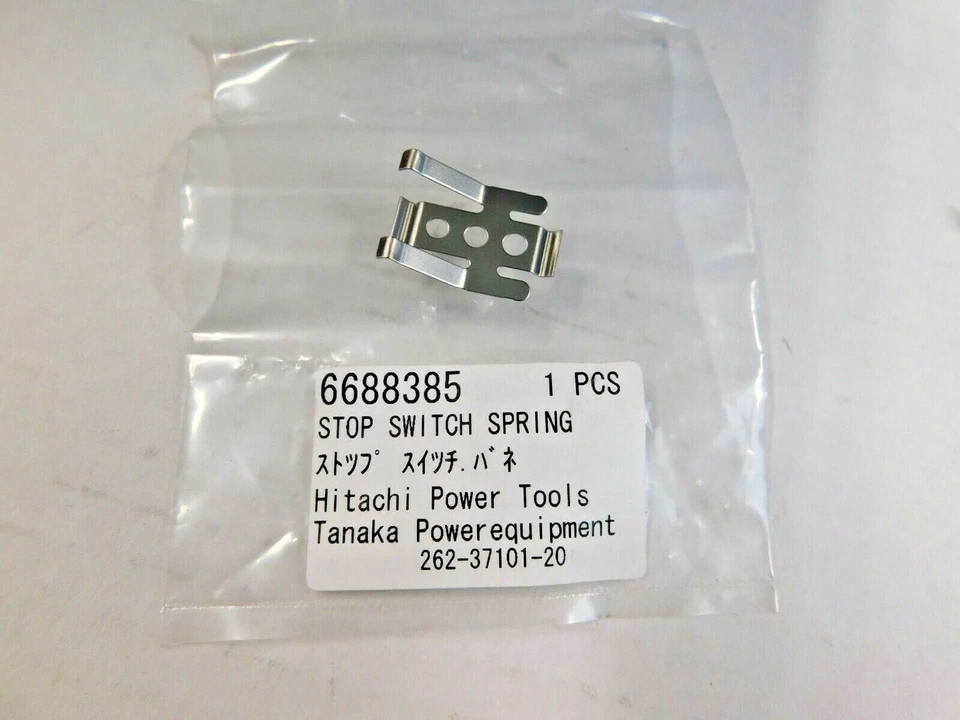 6688385 1 PCS
STOP SWITCH SPRING
ｽﾄﾂﾌﾟ ｽｲﾂﾁ.ﾊﾞﾈ
Hitachi Power Tools
Tanaka Powerequipment
262-37101-20